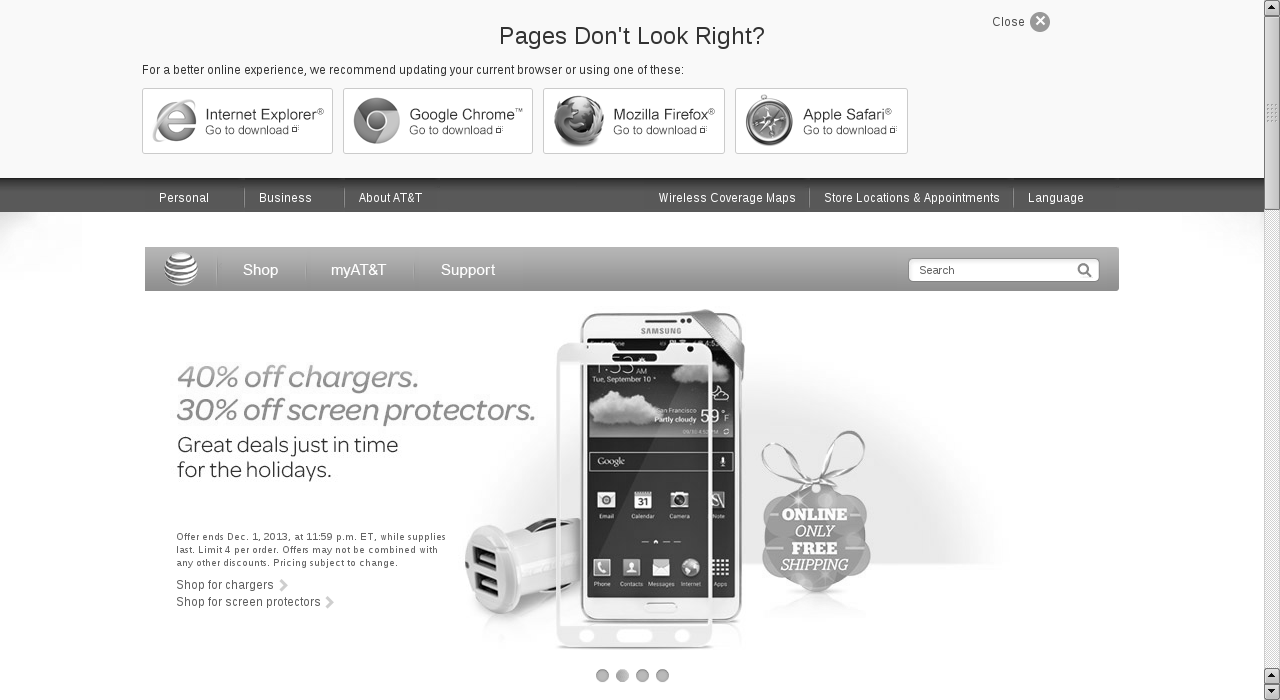 Close
Pages Don't Look Right?
For a better online experience, we recommend updating your current browser or using one of these:
Internet Explorer® Google Chrome™ Mozilla Firefox® Apple Safari®
Go to download Go to download Go to download Go to download
Personal Business About AT&T Wireless Coverage Maps Store Locations & Appointments Language
Shop myAT&T Support Search
SAMSUNG
40% off chargers.
30% off screen protectors.
Great deals just in time
for the holidays.
AM
Tue, September 10
San Francisco
Partly cloudy
59°F
Google
31
Email Calendar Camera Note
Phone Contacts Messages Internet Apps
ONLINE
ONLY
FREE
SHIPPING
Offer ends Dec. 1, 2013, at 11:59 p.m. ET, while supplies
last. Limit 4 per order. Offers may not be combined with
any other discounts. Pricing subject to change.
Shop for chargers
Shop for screen protectors